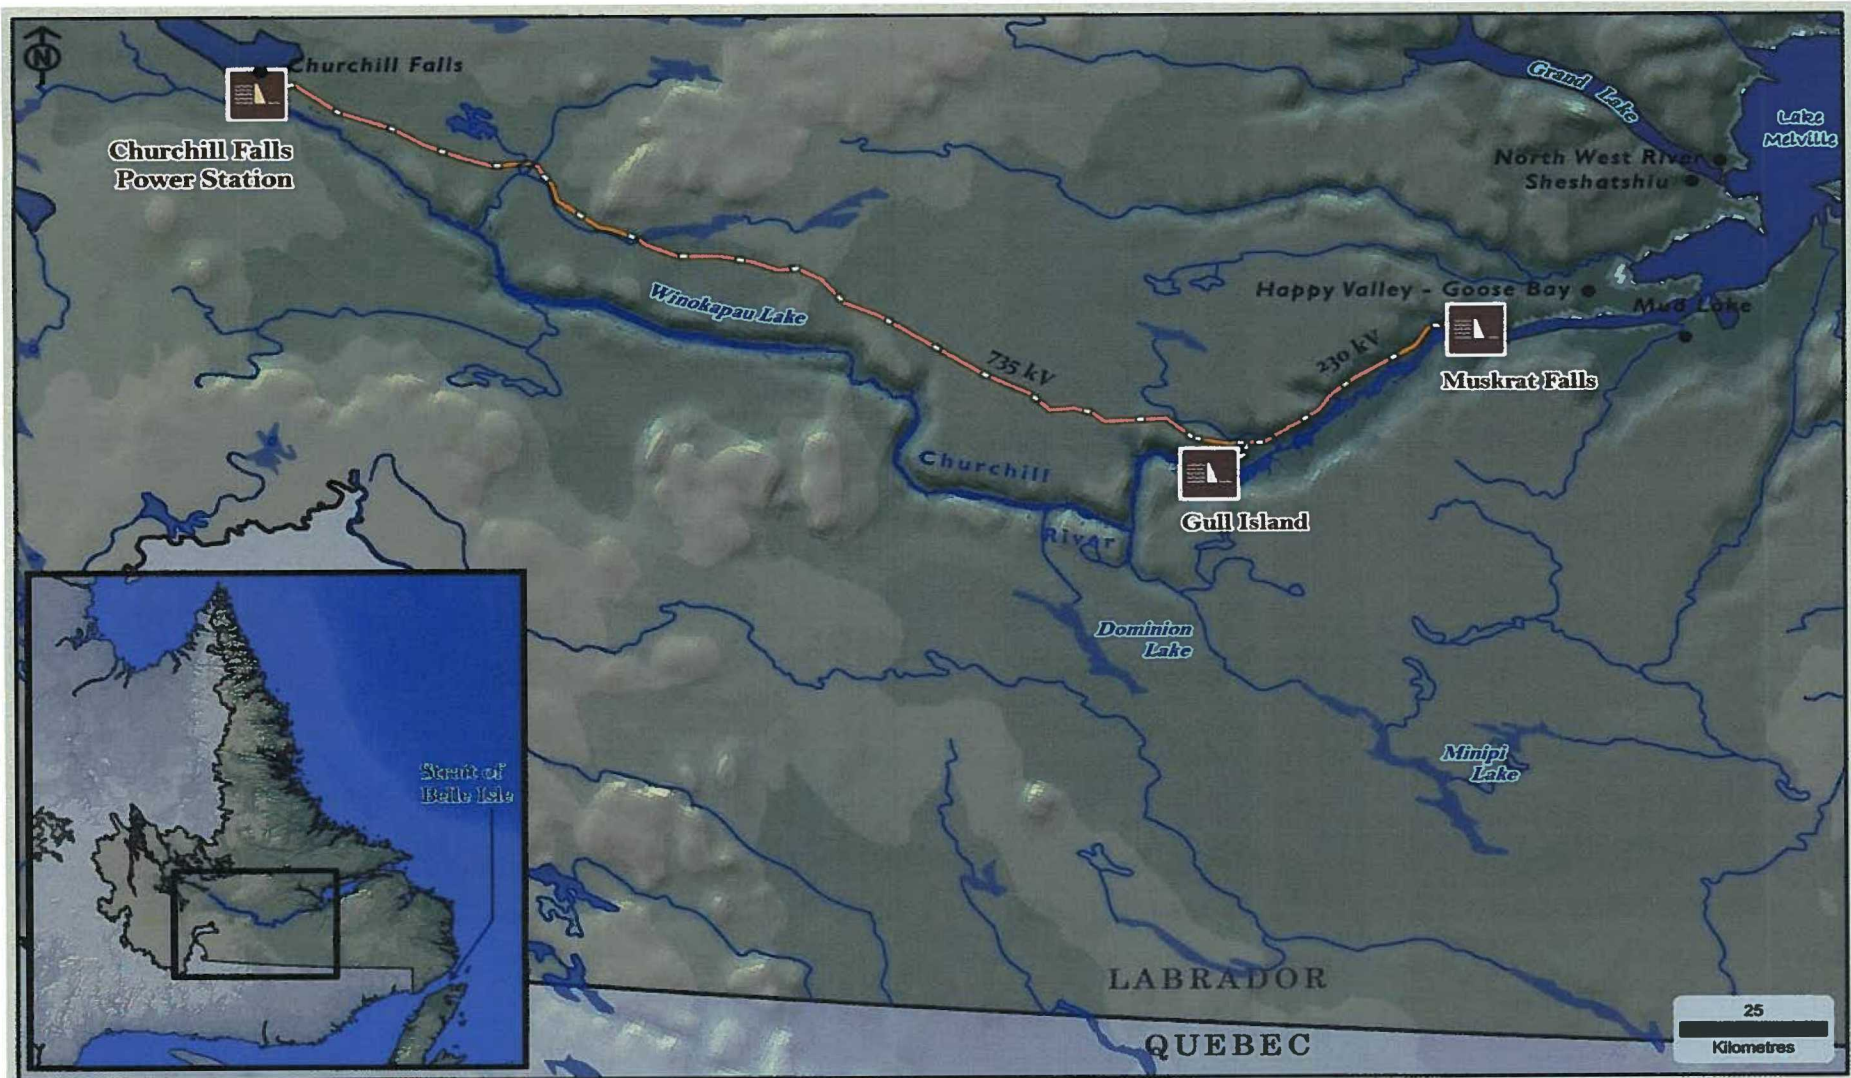 N
Churchill Falls
Churchill Falls
Power Station
Grand Lake
Lake
Melville
North West River
Sheshatshiu
Happy Valley - Goose Bay
Mud Lake
Winokapau Lake
735 kV
230 kV
Muskrat Falls
Churchill
River
Gull Island
Dominion
Lake
Minipi
Lake
Strait of
Belle Isle
LABRADOR
QUEBEC
25
Kilometres